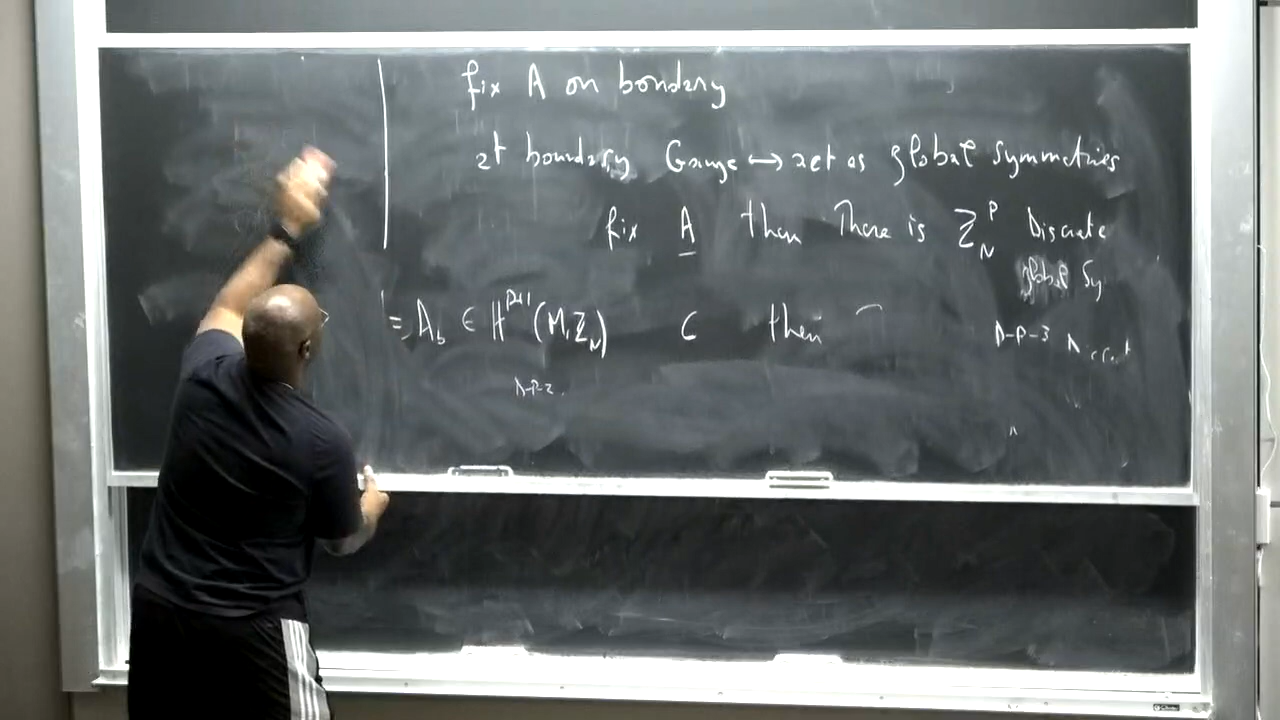 fix A on boundary
at boundary Gauge ↔ act as global symmetries
fix A then There is Z_N^P Discrete
global Sy
= A_b ∈ H^{P+1}(M, Z_N) C then
D-P-3
D-P-2